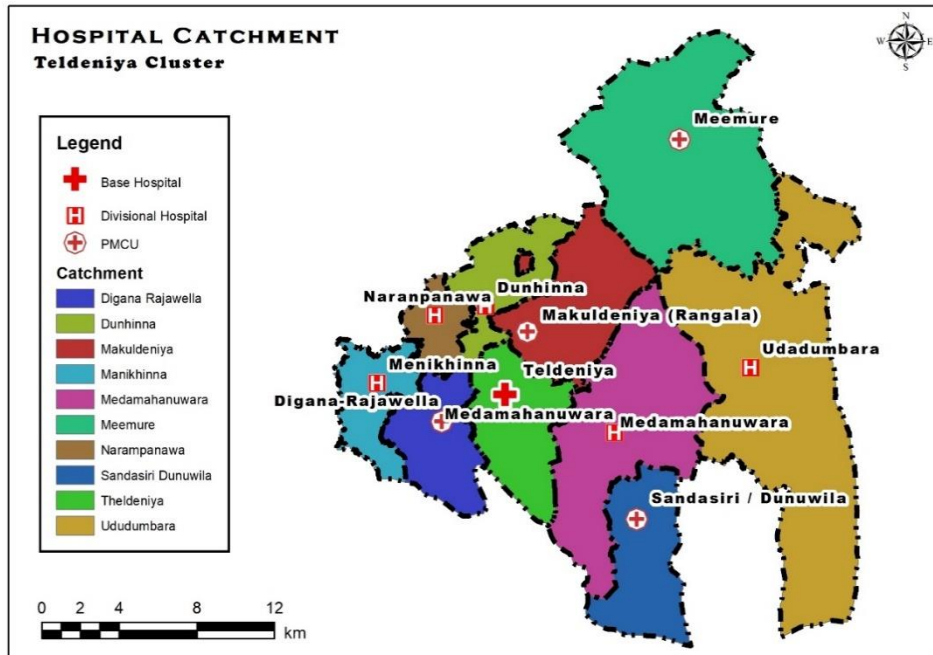 HOSPITAL CATCHMENT
Teldeniya Cluster
N
W E
S
Legend
Base Hospital
H Divisional Hospital
PMCU
Catchment
Digana Rajawella
Dunhinna
Makuldeniya
Manikhinna
Medamahanuwara
Meemure
Narampanawa
Sandasiri Dunuwila
Theldeniya
Ududumbara
0 2 4 8 12
km
Meemure
Dunhinna
Naranpanawa
H
H
Makuldeniya (Rangala)
Udadumbara
H
Menikhinna
H
Teldeniya
Digana-Rajawella
Medamahanuwara
Medamahanuwara
H
Sandasiri / Dunuwila